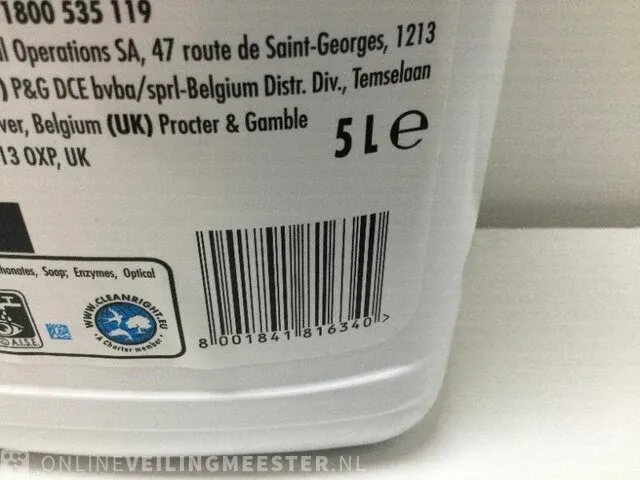 1800 535 119
l Operations SA, 47 route de Saint-Georges, 1213
) P&G DCE bvba/sprl-Belgium Distr. Div., Temselaan
ver, Belgium (UK) Procter & Gamble
13 OXP, UK
5L e
honates, Soap; Enzymes, Optical
WWW.CLEANRIGHT.EU
A Charter member
© A.I.S.E.
8 001841 816340 >
ONLINEVEILINGMEESTER.NL